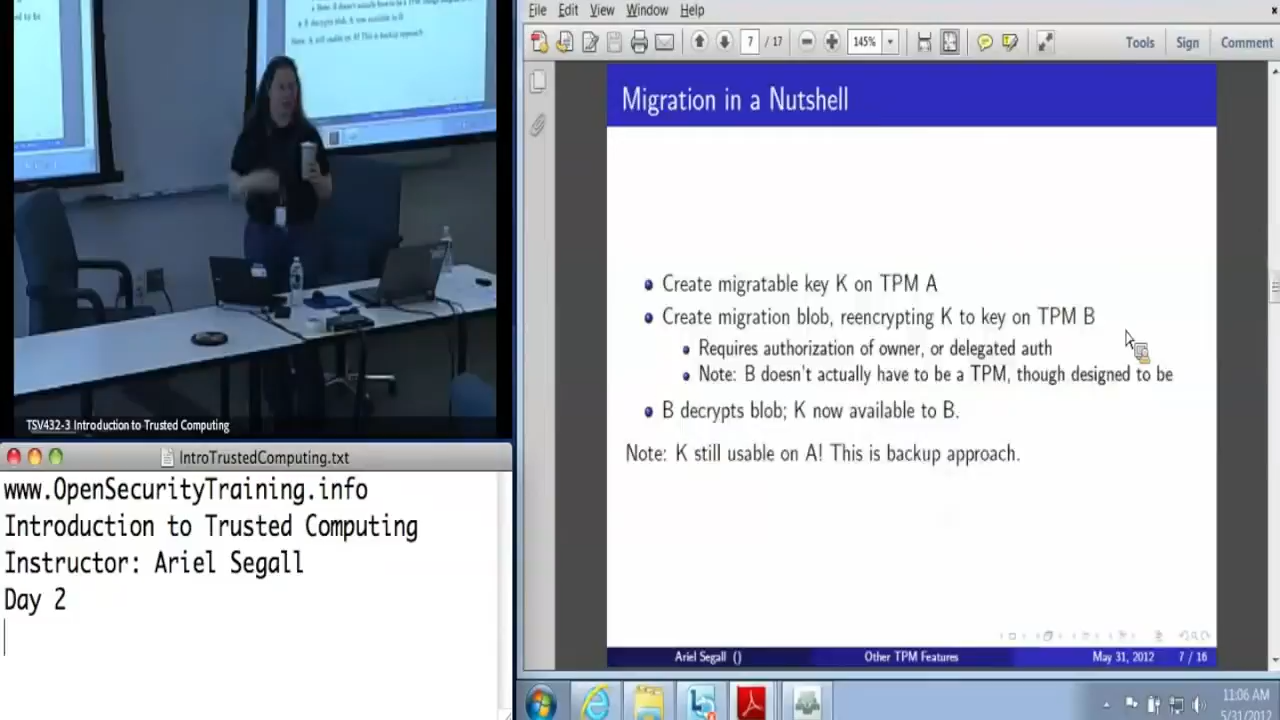 TSV432-3 Introduction to Trusted Computing
IntroTrustedComputing.txt
www.OpenSecurityTraining.info
Introduction to Trusted Computing
Instructor: Ariel Segall
Day 2
File Edit View Window Help
7 / 17 145% Tools Sign Comment
Migration in a Nutshell
Create migratable key K on TPM A
Create migration blob, reencrypting K to key on TPM B
Requires authorization of owner, or delegated auth
Note: B doesn't actually have to be a TPM, though designed to be
B decrypts blob; K now available to B.
Note: K still usable on A! This is backup approach.
Ariel Segall () Other TPM Features May 31, 2012 7 / 16
11:06 AM
5/31/2012